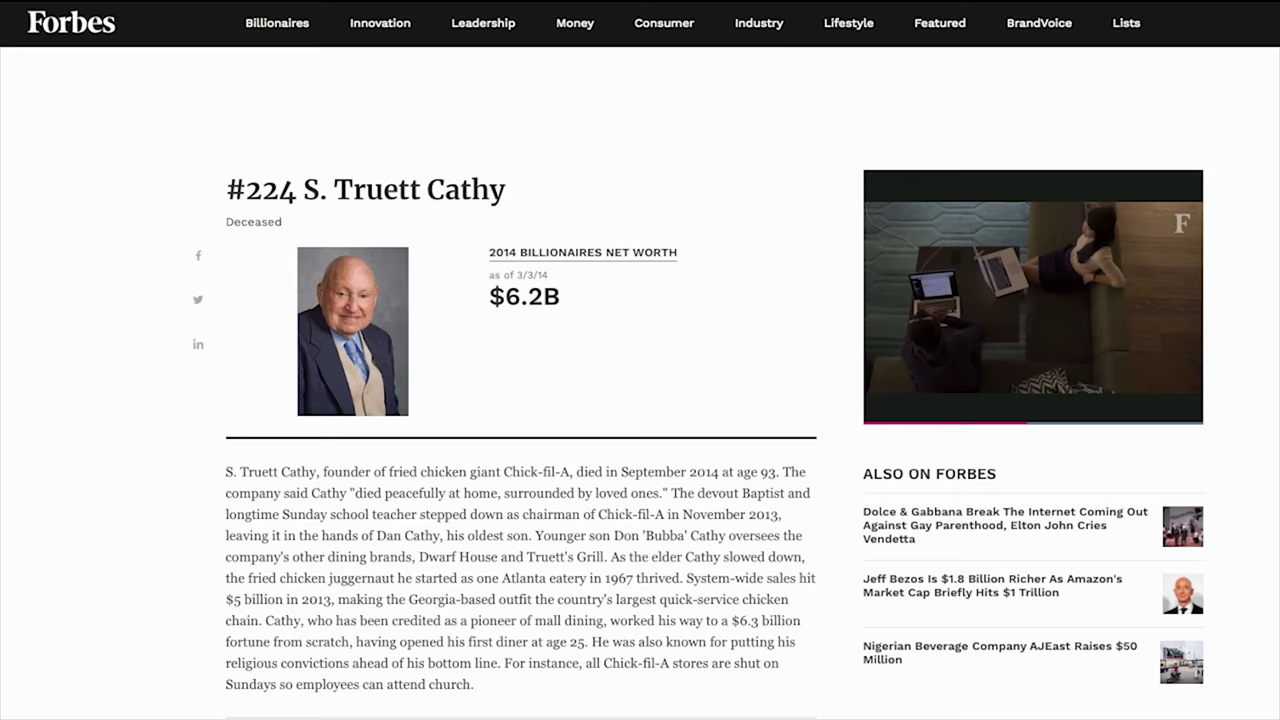 Forbes
Billionaires Innovation Leadership Money Consumer Industry Lifestyle Featured BrandVoice Lists
#224 S. Truett Cathy
Deceased
2014 BILLIONAIRES NET WORTH
as of 3/3/14
$6.2B
S. Truett Cathy, founder of fried chicken giant Chick-fil-A, died in September 2014 at age 93. The
company said Cathy "died peacefully at home, surrounded by loved ones." The devout Baptist and
longtime Sunday school teacher stepped down as chairman of Chick-fil-A in November 2013,
leaving it in the hands of Dan Cathy, his oldest son. Younger son Don 'Bubba' Cathy oversees the
company's other dining brands, Dwarf House and Truett's Grill. As the elder Cathy slowed down,
the fried chicken juggernaut he started as one Atlanta eatery in 1967 thrived. System-wide sales hit
$5 billion in 2013, making the Georgia-based outfit the country's largest quick-service chicken
chain. Cathy, who has been credited as a pioneer of mall dining, worked his way to a $6.3 billion
fortune from scratch, having opened his first diner at age 25. He was also known for putting his
religious convictions ahead of his bottom line. For instance, all Chick-fil-A stores are shut on
Sundays so employees can attend church.
F
ALSO ON FORBES
Dolce & Gabbana Break The Internet Coming Out
Against Gay Parenthood, Elton John Cries
Vendetta
Jeff Bezos Is $1.8 Billion Richer As Amazon's
Market Cap Briefly Hits $1 Trillion
Nigerian Beverage Company AJEast Raises $50
Million